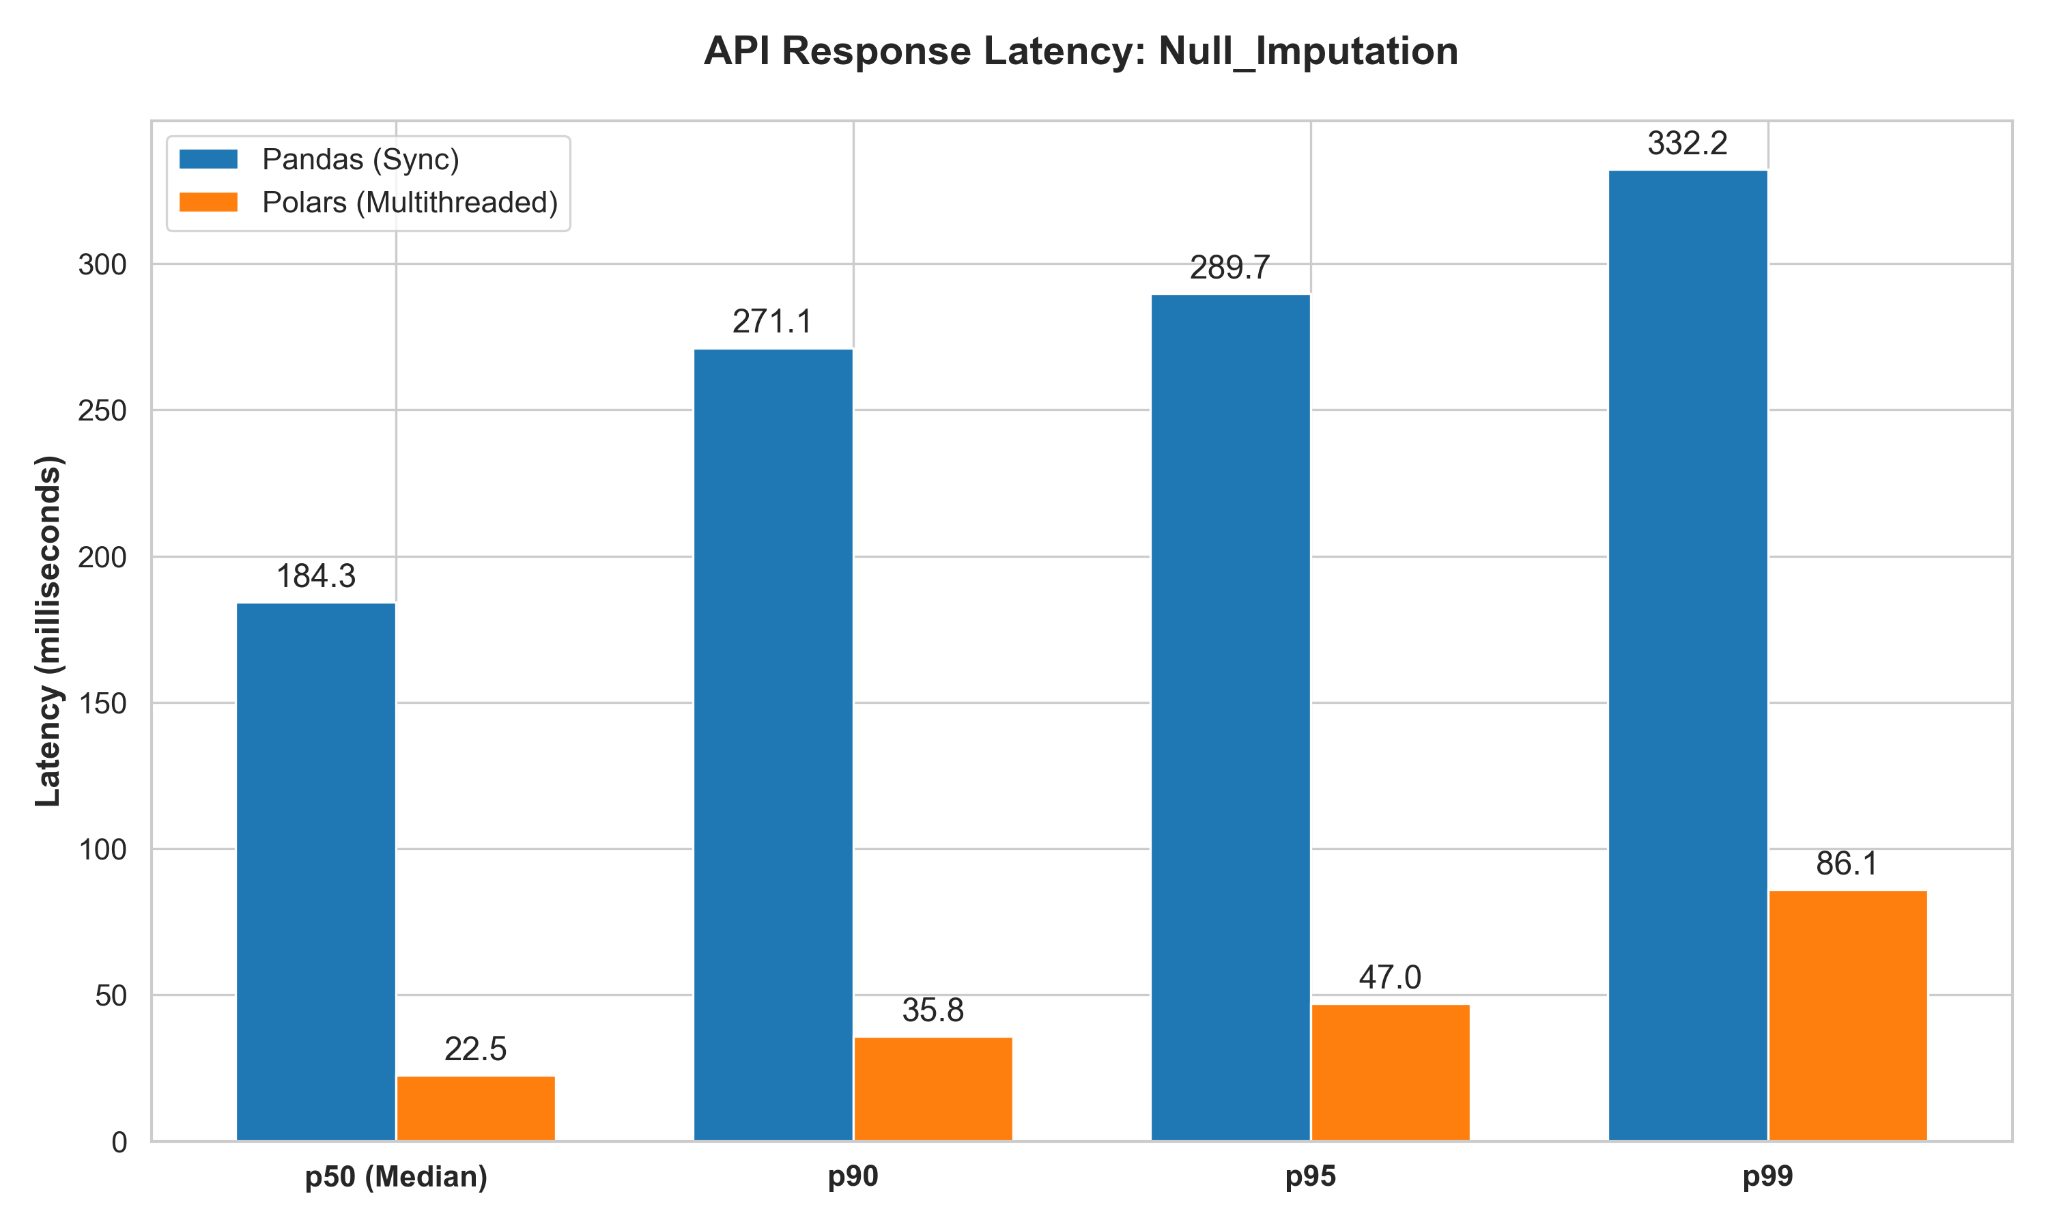 API Response Latency: Null_Imputation
Pandas (Sync)
Polars (Multithreaded)
Latency (milliseconds)
300
250
200
150
100
50
0
184.3
22.5
271.1
35.8
289.7
47.0
332.2
86.1
p50 (Median)
p90
p95
p99